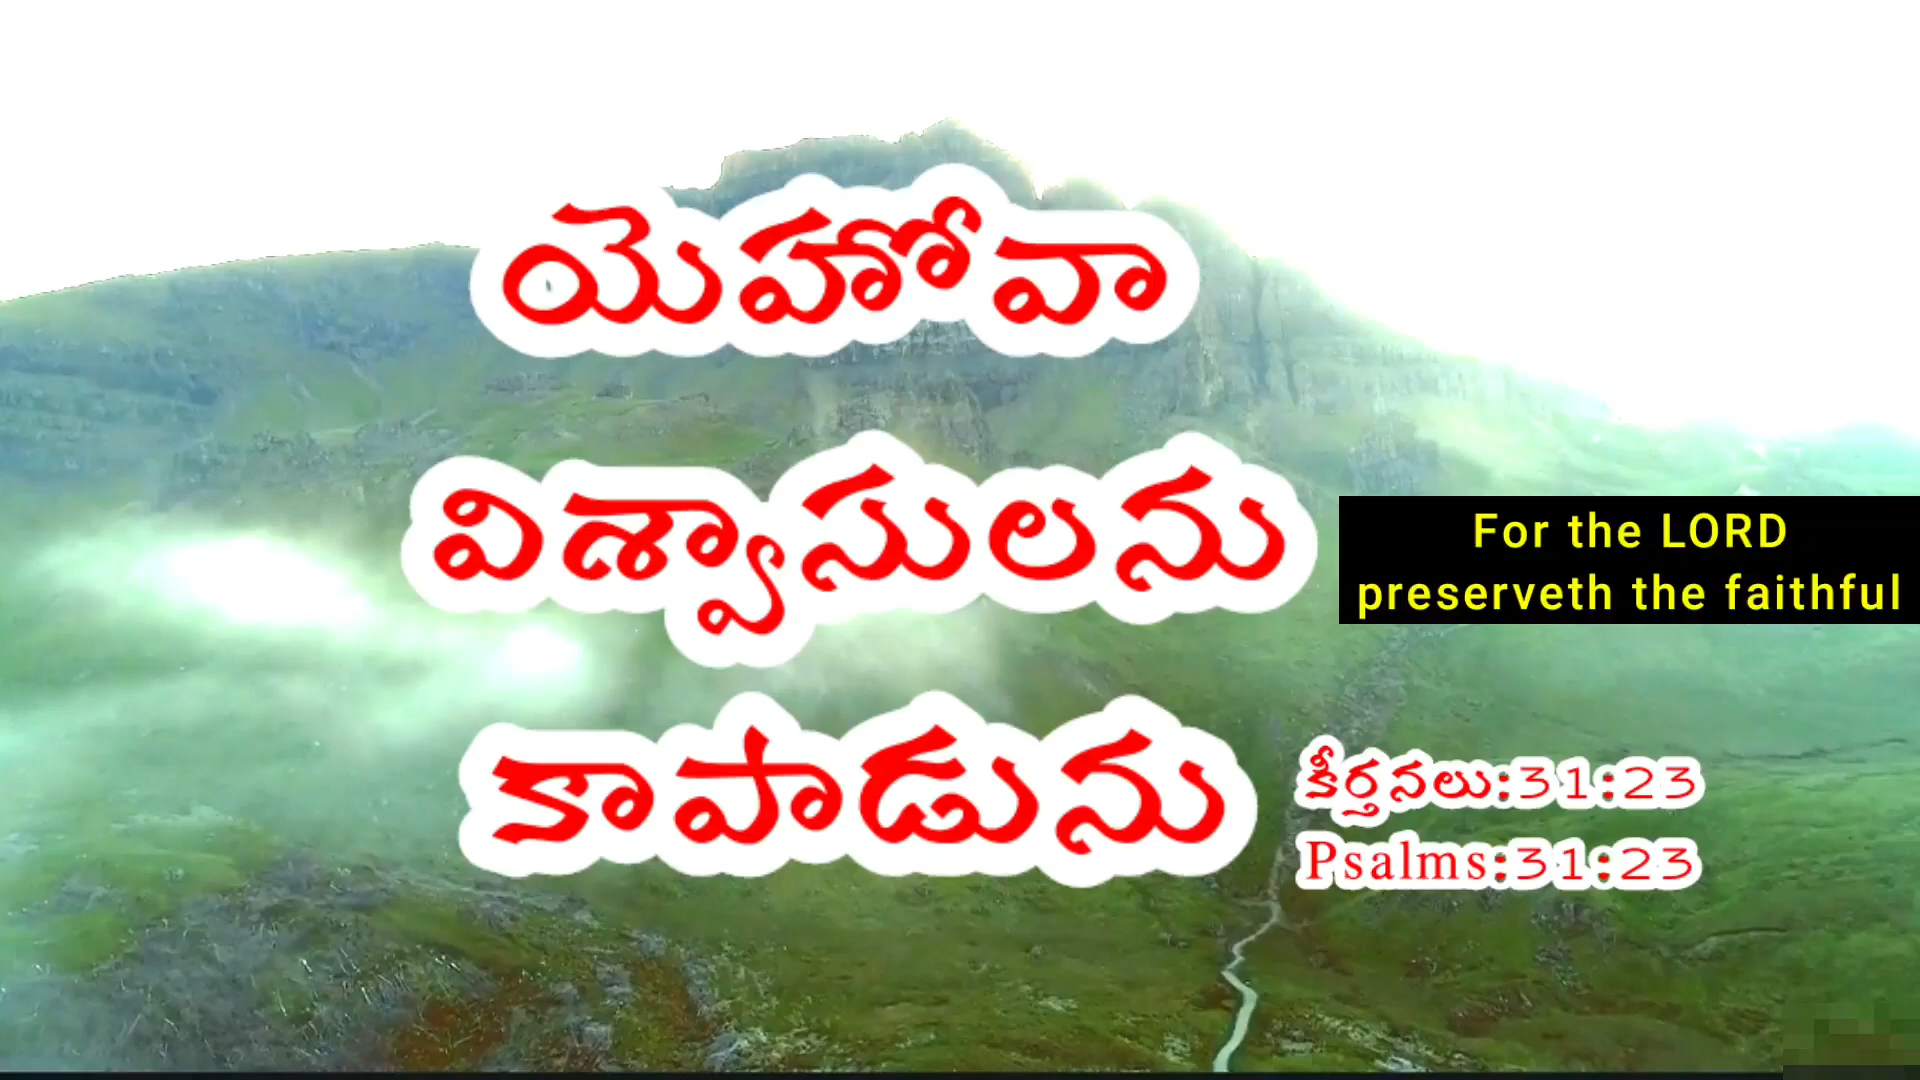 యెహోవా
విశ్వాసులను
కాపాడును
For the LORD
preserveth the faithful
కీర్తనలు:31:23
Psalms:31:23